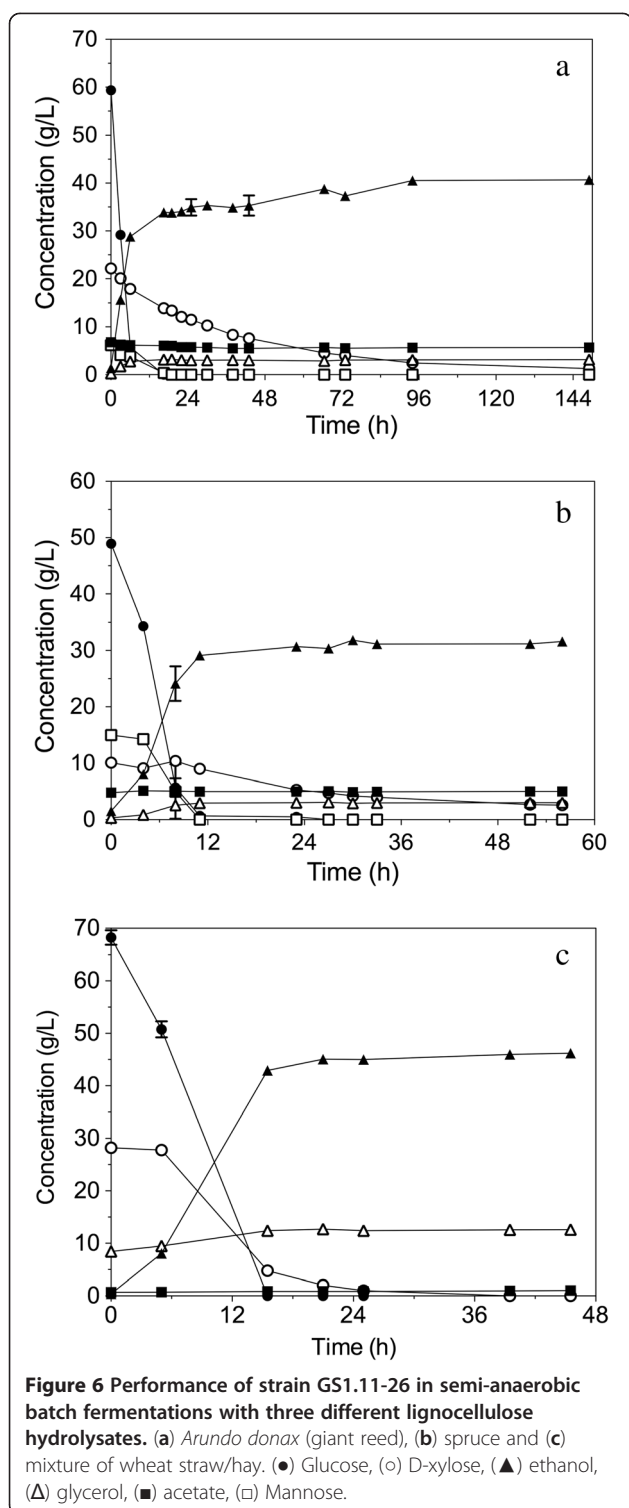 a
70
60
50
40
30
20
10
0
Concentration (g/L)
0 24 48 72 96 120 144
Time (h)
b
60
50
40
30
20
10
0
Concentration (g/L)
0 12 24 36 48 60
Time (h)
c
70
60
50
40
30
20
10
0
Concentration (g/L)
0 12 24 36 48
Time (h)
Figure 6 Performance of strain GS1.11-26 in semi-anaerobic
batch fermentations with three different lignocellulose
hydrolysates. (a) Arundo donax (giant reed), (b) spruce and (c)
mixture of wheat straw/hay. (●) Glucose, (○) D-xylose, (▲) ethanol,
(Δ) glycerol, (■) acetate, (□) Mannose.